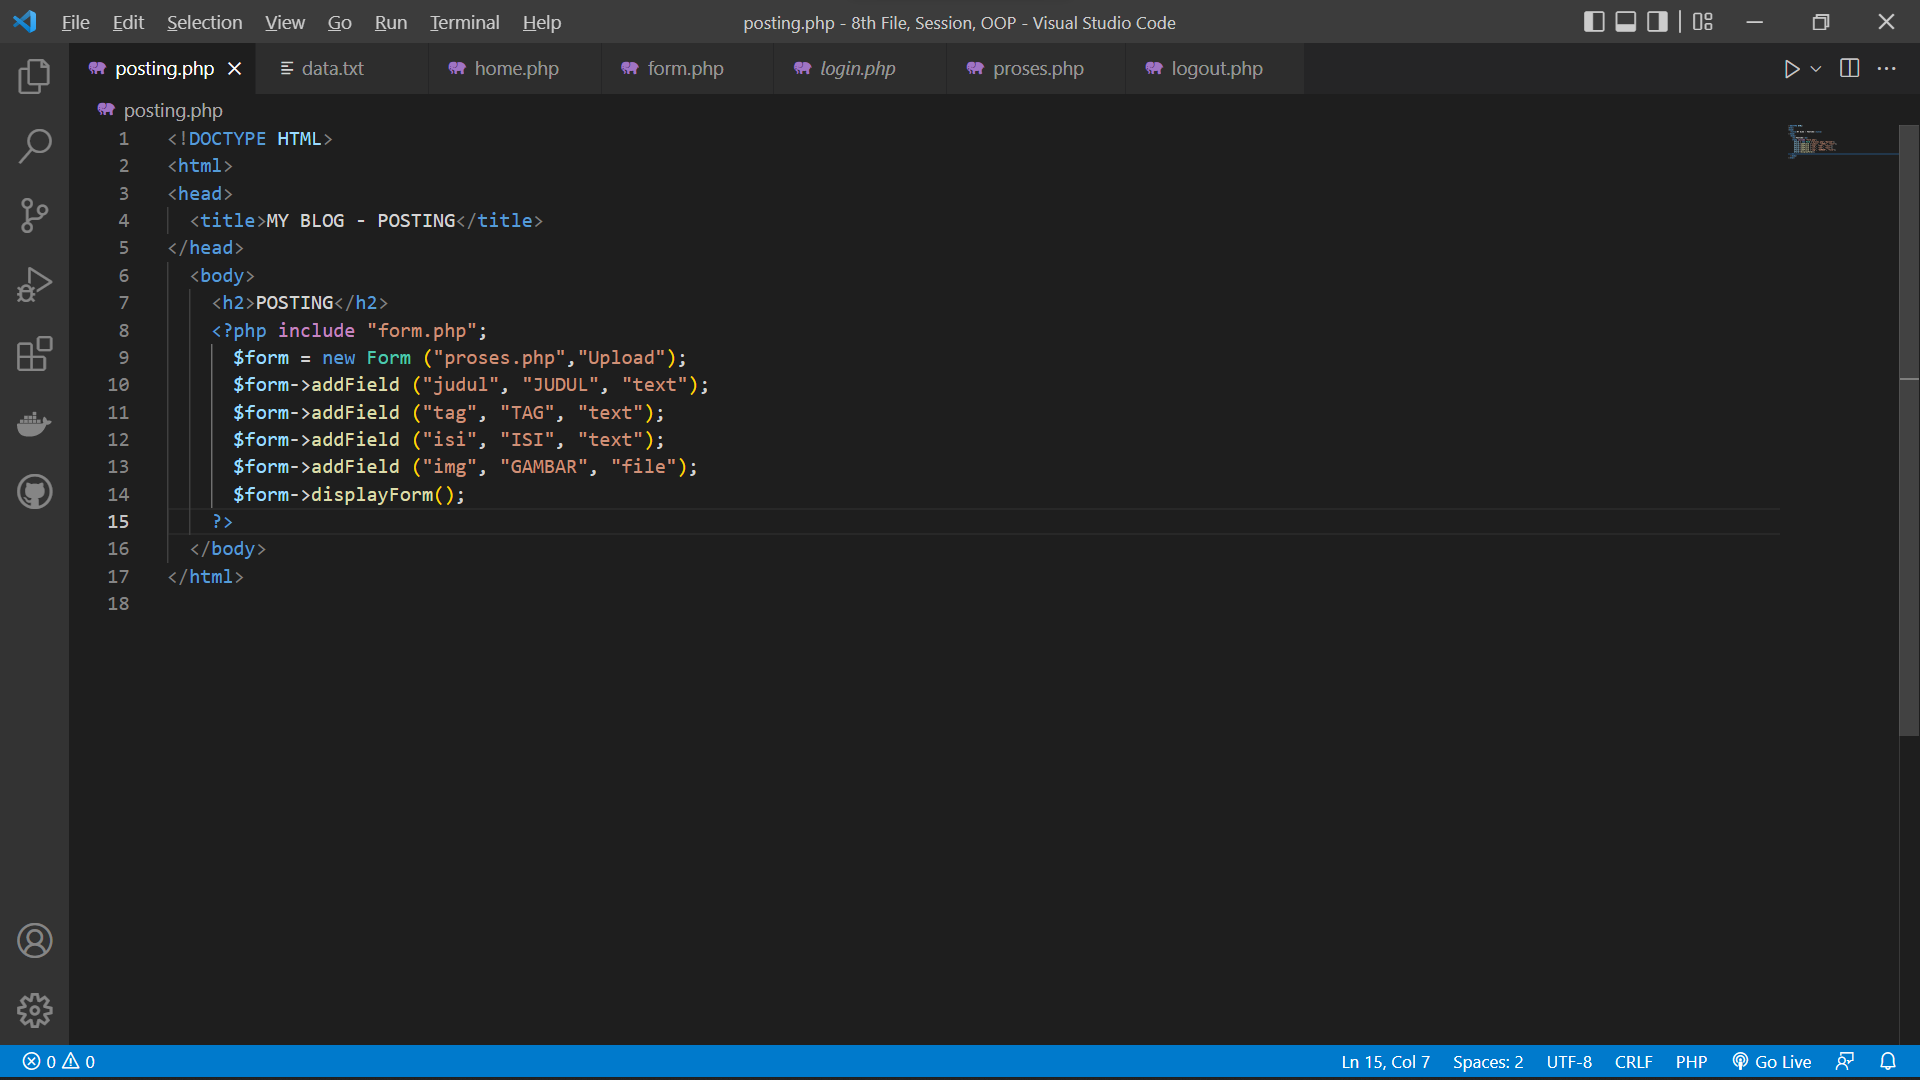 File Edit Selection View Go Run Terminal Help
posting.php - 8th File, Session, OOP - Visual Studio Code
posting.php data.txt home.php form.php login.php proses.php logout.php
posting.php
1 <!DOCTYPE HTML>
2 <html>
3 <head>
4 <title>MY BLOG - POSTING</title>
5 </head>
6 <body>
7 <h2>POSTING</h2>
8 <?php include "form.php";
9 $form = new Form ("proses.php","Upload");
10 $form->addField ("judul", "JUDUL", "text");
11 $form->addField ("tag", "TAG", "text");
12 $form->addField ("isi", "ISI", "text");
13 $form->addField ("img", "GAMBAR", "file");
14 $form->displayForm();
15 ?>
16 </body>
17 </html>
18
0 0
Ln 15, Col 7 Spaces: 2 UTF-8 CRLF PHP Go Live